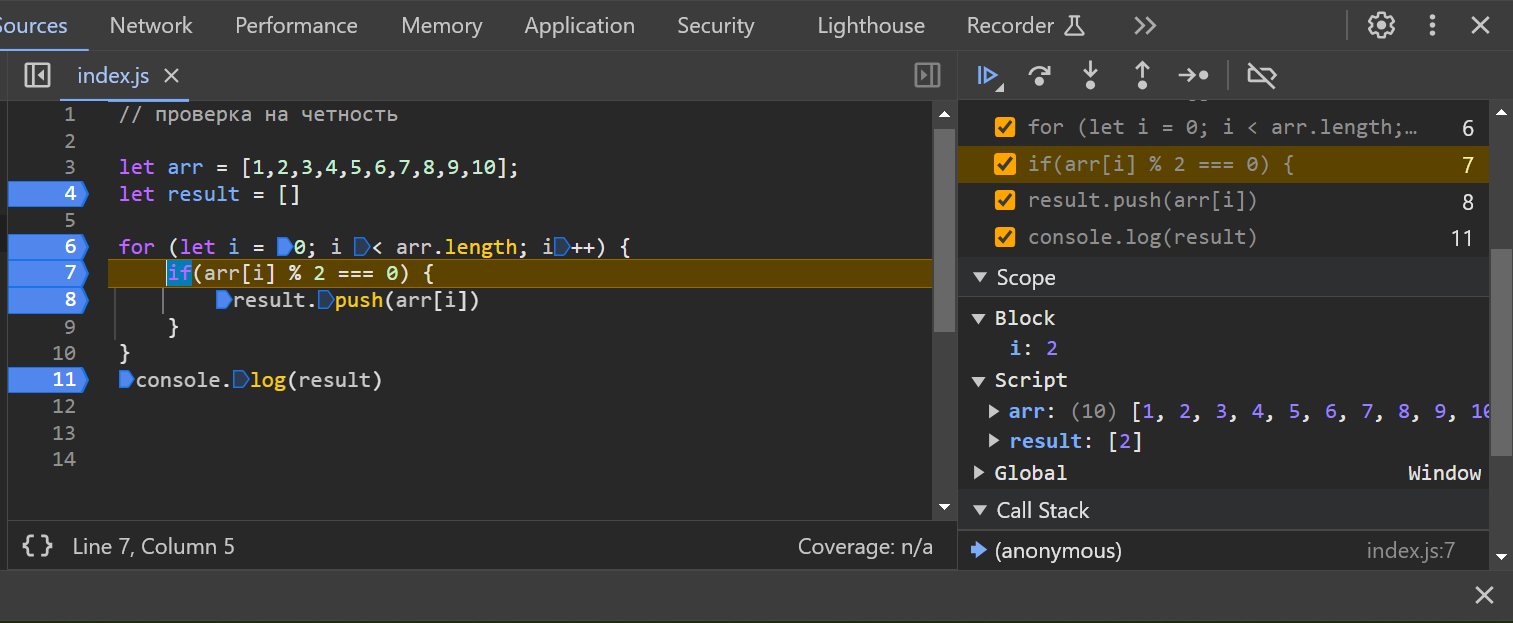 Sources Network Performance Memory Application Security Lighthouse Recorder
index.js
1 // проверка на четность
2
3 let arr = [1,2,3,4,5,6,7,8,9,10];
4 let result = []
5
6 for (let i = 0; i < arr.length; i++) {
7 if(arr[i] % 2 === 0) {
8 result.push(arr[i])
9 }
10 }
11 console.log(result)
12
13
14
{} Line 7, Column 5 Coverage: n/a
for (let i = 0; i < arr.length;… 6
if(arr[i] % 2 === 0) { 7
result.push(arr[i]) 8
console.log(result) 11
Scope
Block
i: 2
Script
arr: (10) [1, 2, 3, 4, 5, 6, 7, 8, 9, 10
result: [2]
Global Window
Call Stack
(anonymous) index.js:7